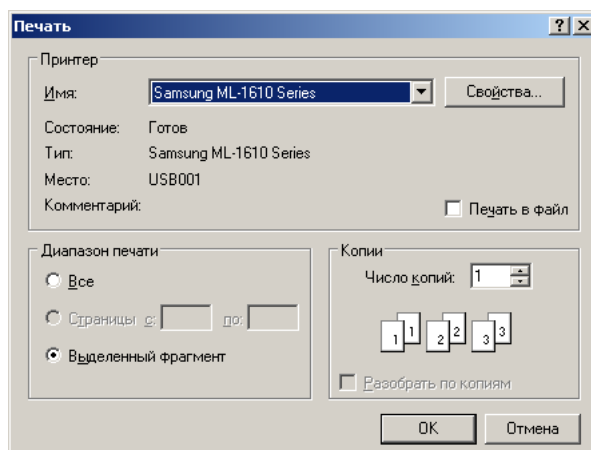 Печать
Принтер
Имя: Samsung ML-1610 Series Свойства...
Состояние: Готов
Тип: Samsung ML-1610 Series
Место: USB001
Комментарий: Печать в файл
Диапазон печати
Все
Страницы с: по:
Выделенный фрагмент
Копии
Число копий: 1
1 1 2 2 3 3
Разобрать по копиям
OK Отмена